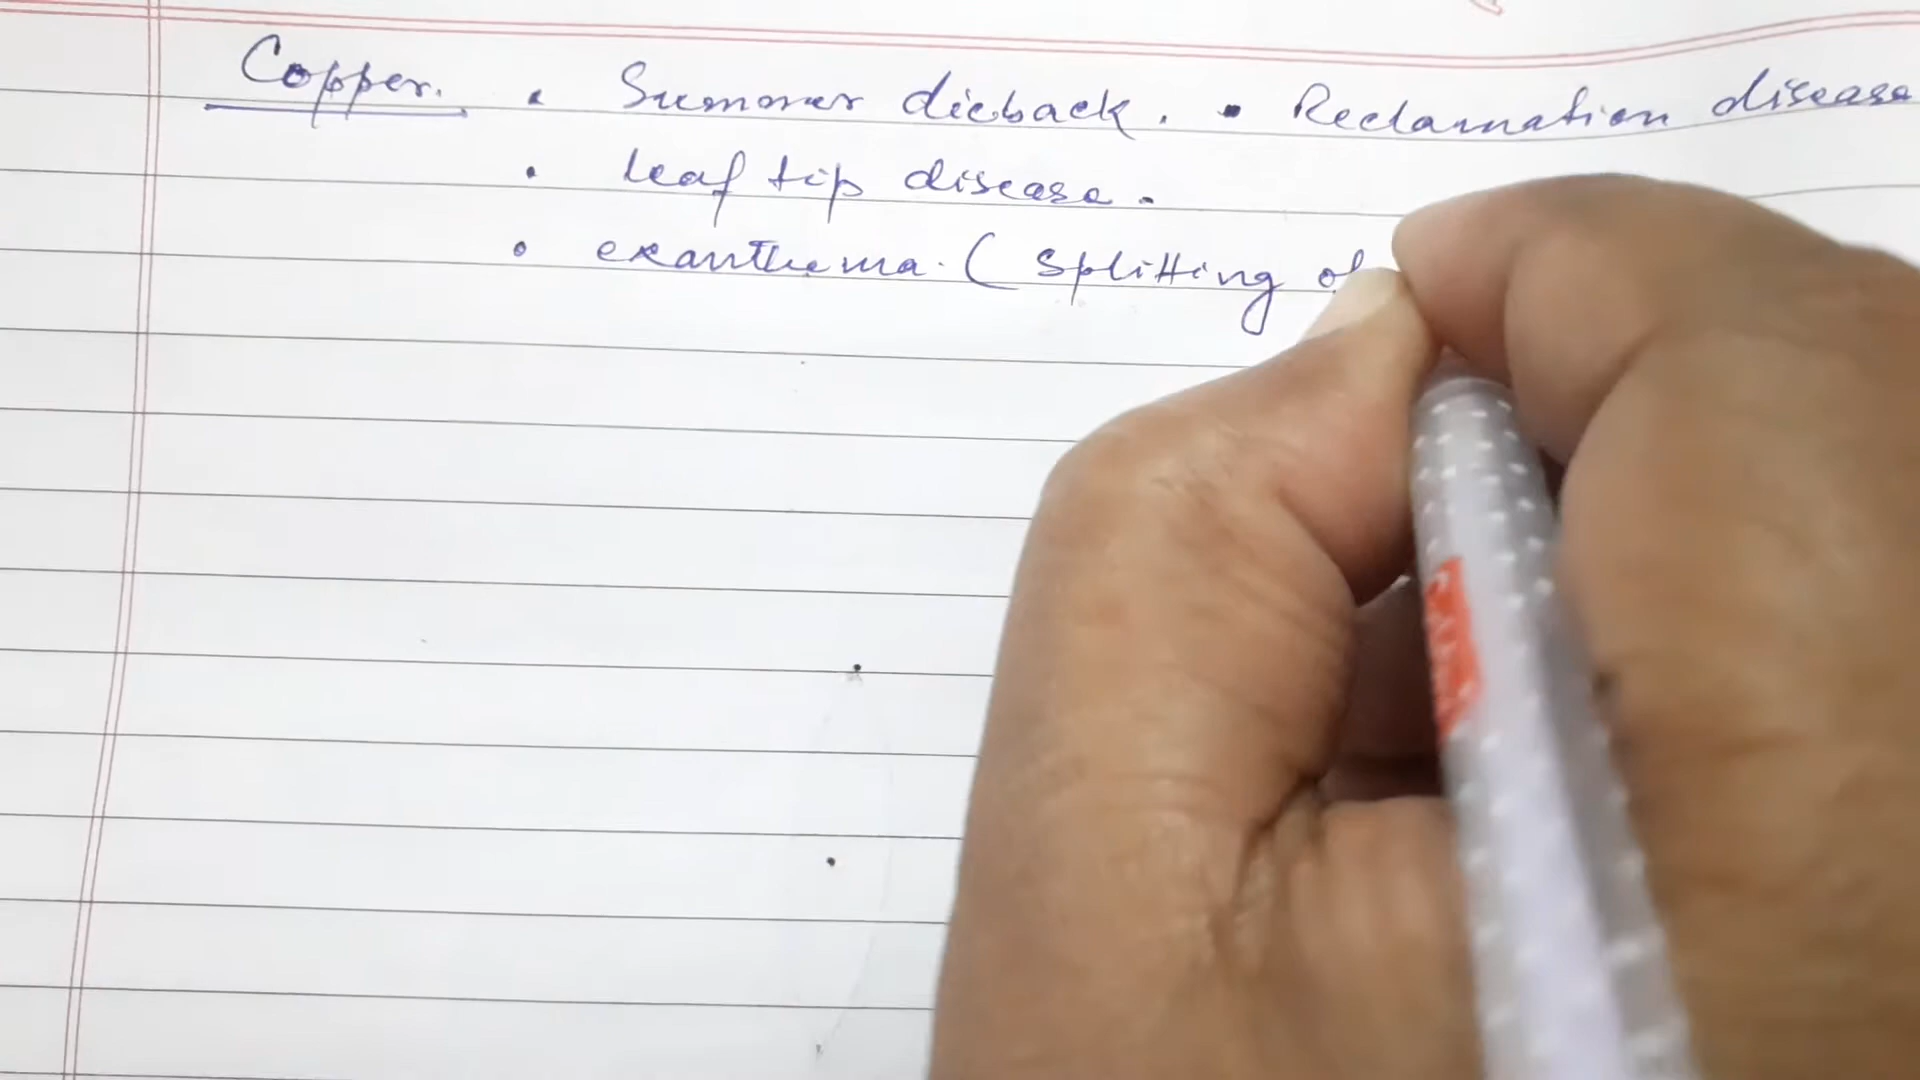 Copper. • Summer dieback. • Reclamation disease
• leaf tip disease.
• exanthema. ( Splitting of